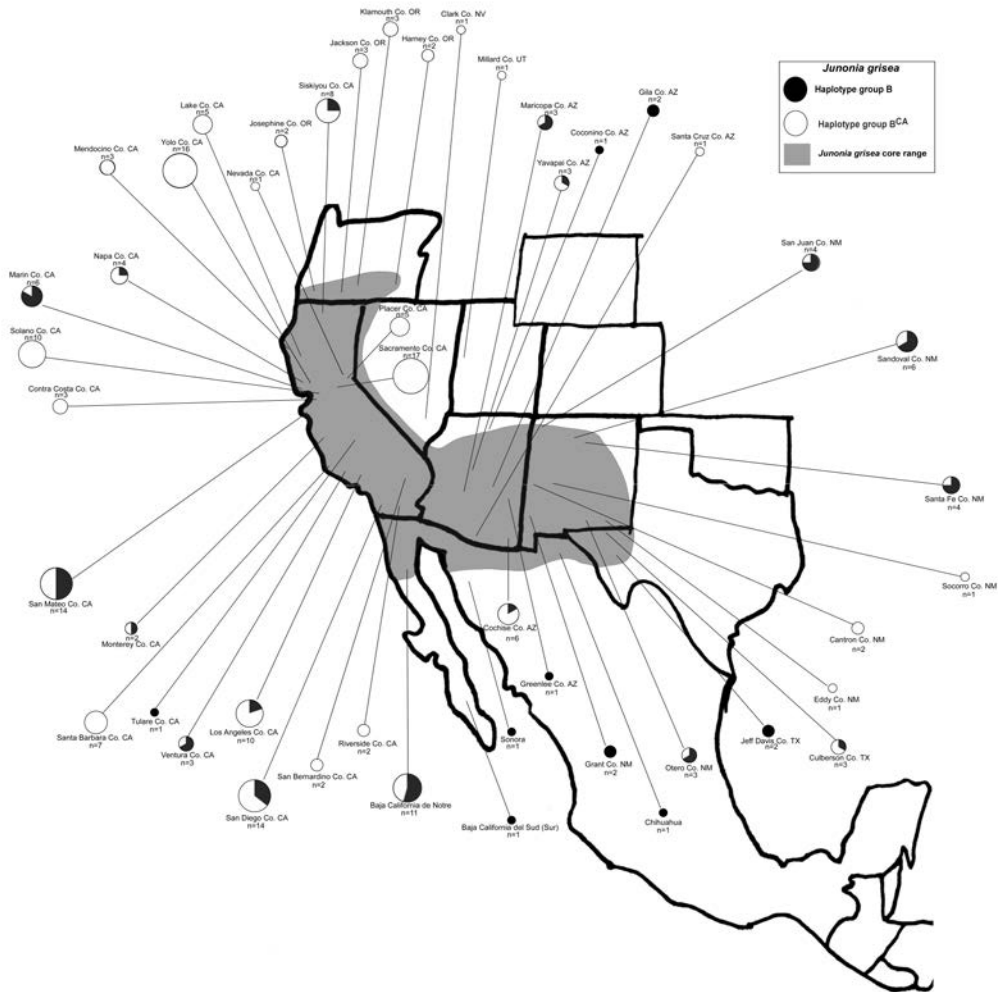 Klamouth Co. OR
n=3
Clark Co. NV
n=1
Jackson Co. OR
n=3
Harney Co. OR
n=2
Millard Co. UT
n=1
Siskiyou Co. CA
n=8
Lake Co. CA
n=5
Josephine Co. OR
n=2
Yolo Co. CA
n=16
Mendocino Co. CA
n=3
Nevada Co. CA
n=1
Maricopa Co. AZ
n=3
Gila Co. AZ
n=2
Coconino Co. AZ
n=1
Santa Cruz Co. AZ
n=1
Yavapai Co. AZ
n=3
Junonia grisea
Haplotype group B
Haplotype group BCA
Junonia grisea core range
San Juan Co. NM
n=4
Napa Co. CA
n=4
Marin Co. CA
n=6
Solano Co. CA
n=10
Contra Costa Co. CA
n=3
Placer Co. CA
n=5
Sacramento Co. CA
n=17
Sandoval Co. NM
n=6
Santa Fe Co. NM
n=4
Socorro Co. NM
n=1
San Mateo Co. CA
n=14
n=2
Monterey Co. CA
Cochise Co. AZ
n=6
Cantron Co. NM
n=2
Greenlee Co. AZ
n=1
Eddy Co. NM
n=1
Santa Barbara Co. CA
n=7
Tulare Co. CA
n=1
Ventura Co. CA
n=3
Los Angeles Co. CA
n=10
Riverside Co. CA
n=2
San Bernardino Co. CA
n=2
Sonora
n=1
Grant Co. NM
n=2
Otero Co. NM
n=3
Jeff Davis Co. TX
n=2
Culberson Co. TX
n=3
San Diego Co. CA
n=14
Baja California de Notre
n=11
Baja California del Sud (Sur)
n=1
Chihuahua
n=1